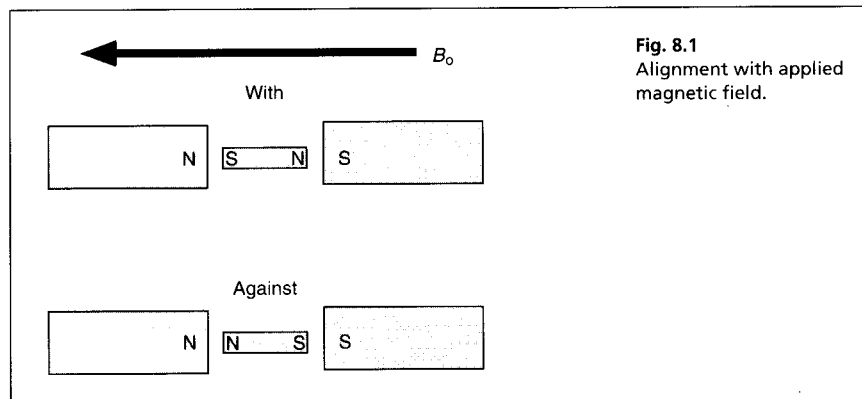 B₀
Fig. 8.1
Alignment with applied
magnetic field.
With
N S N S
Against
N N S S